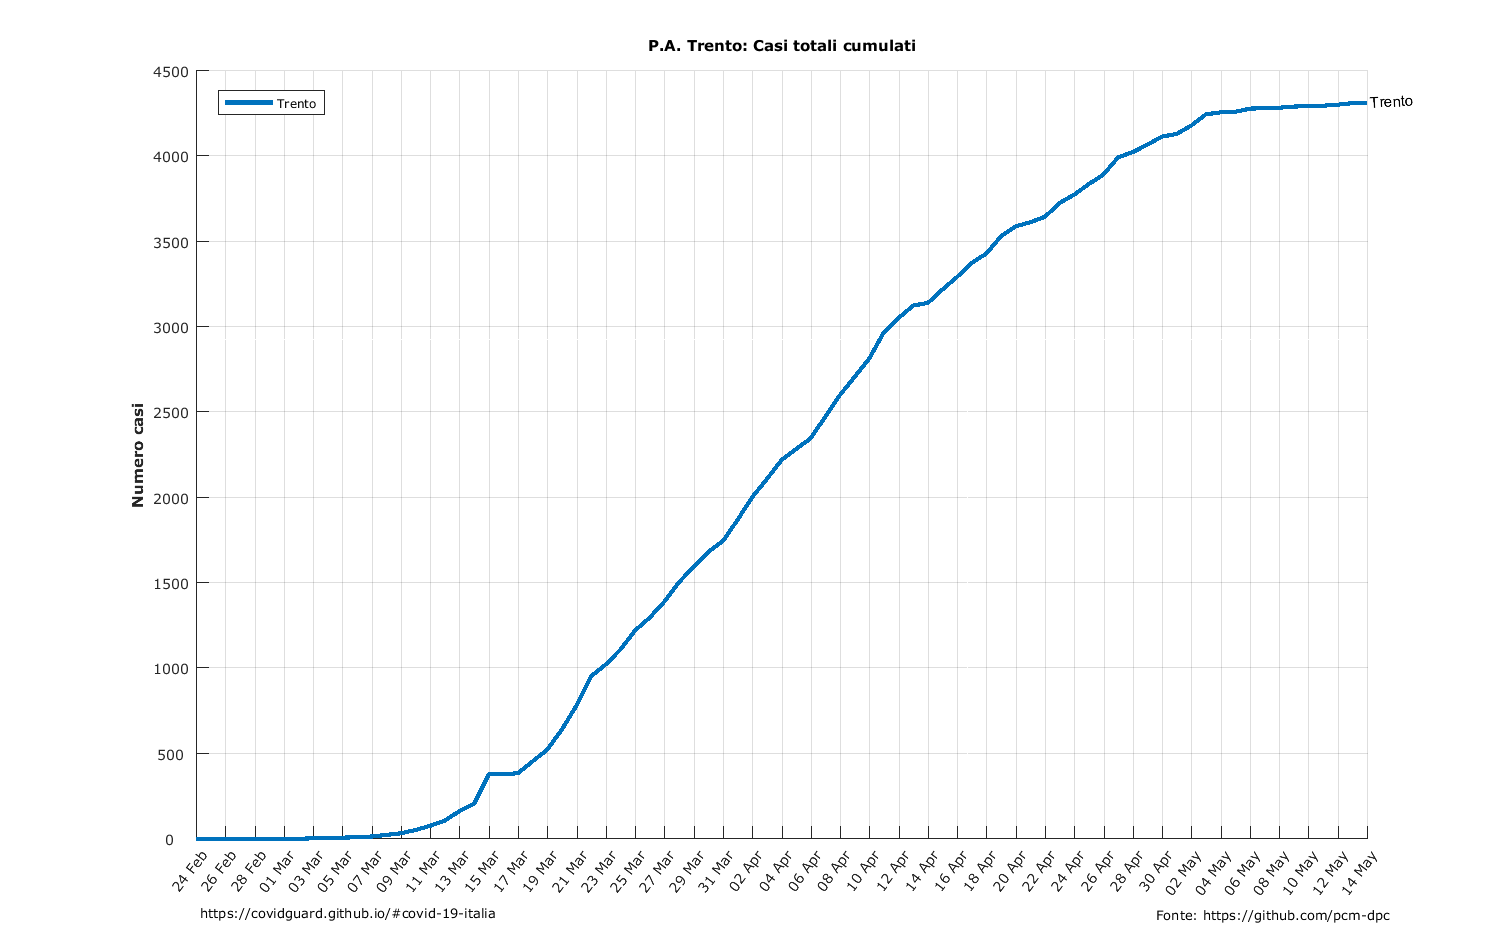 P.A. Trento: Casi totali cumulati
4500
4000
3500
3000
2500
2000
1500
1000
500
0
Numero casi
Trento
Trento
24 Feb
26 Feb
28 Feb
01 Mar
03 Mar
05 Mar
07 Mar
09 Mar
11 Mar
13 Mar
15 Mar
17 Mar
19 Mar
21 Mar
23 Mar
25 Mar
27 Mar
29 Mar
31 Mar
02 Apr
04 Apr
06 Apr
08 Apr
10 Apr
12 Apr
14 Apr
16 Apr
18 Apr
20 Apr
22 Apr
24 Apr
26 Apr
28 Apr
30 Apr
02 May
04 May
06 May
08 May
10 May
12 May
14 May
https://covidguard.github.io/#covid-19-italia
Fonte: https://github.com/pcm-dpc